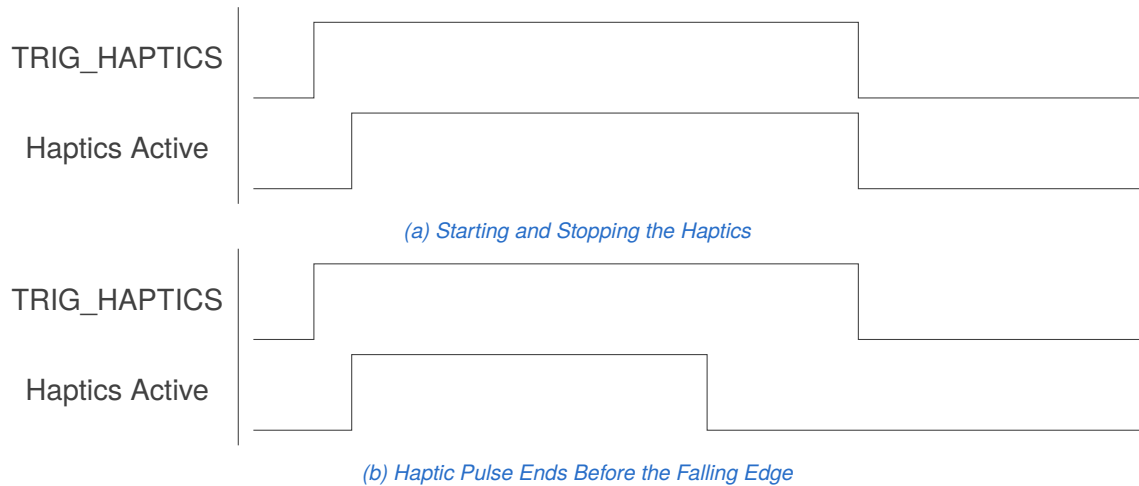 TRIG_HAPTICS
Haptics Active
(a) Starting and Stopping the Haptics
TRIG_HAPTICS
Haptics Active
(b) Haptic Pulse Ends Before the Falling Edge